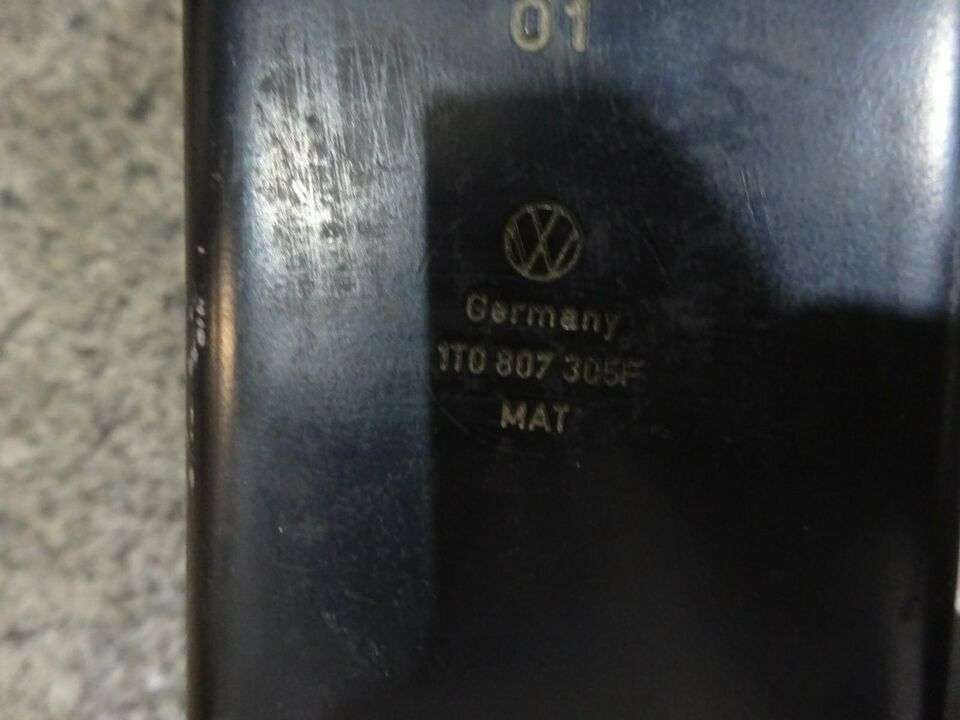 01
Germany
1T0 807 305F
MAT